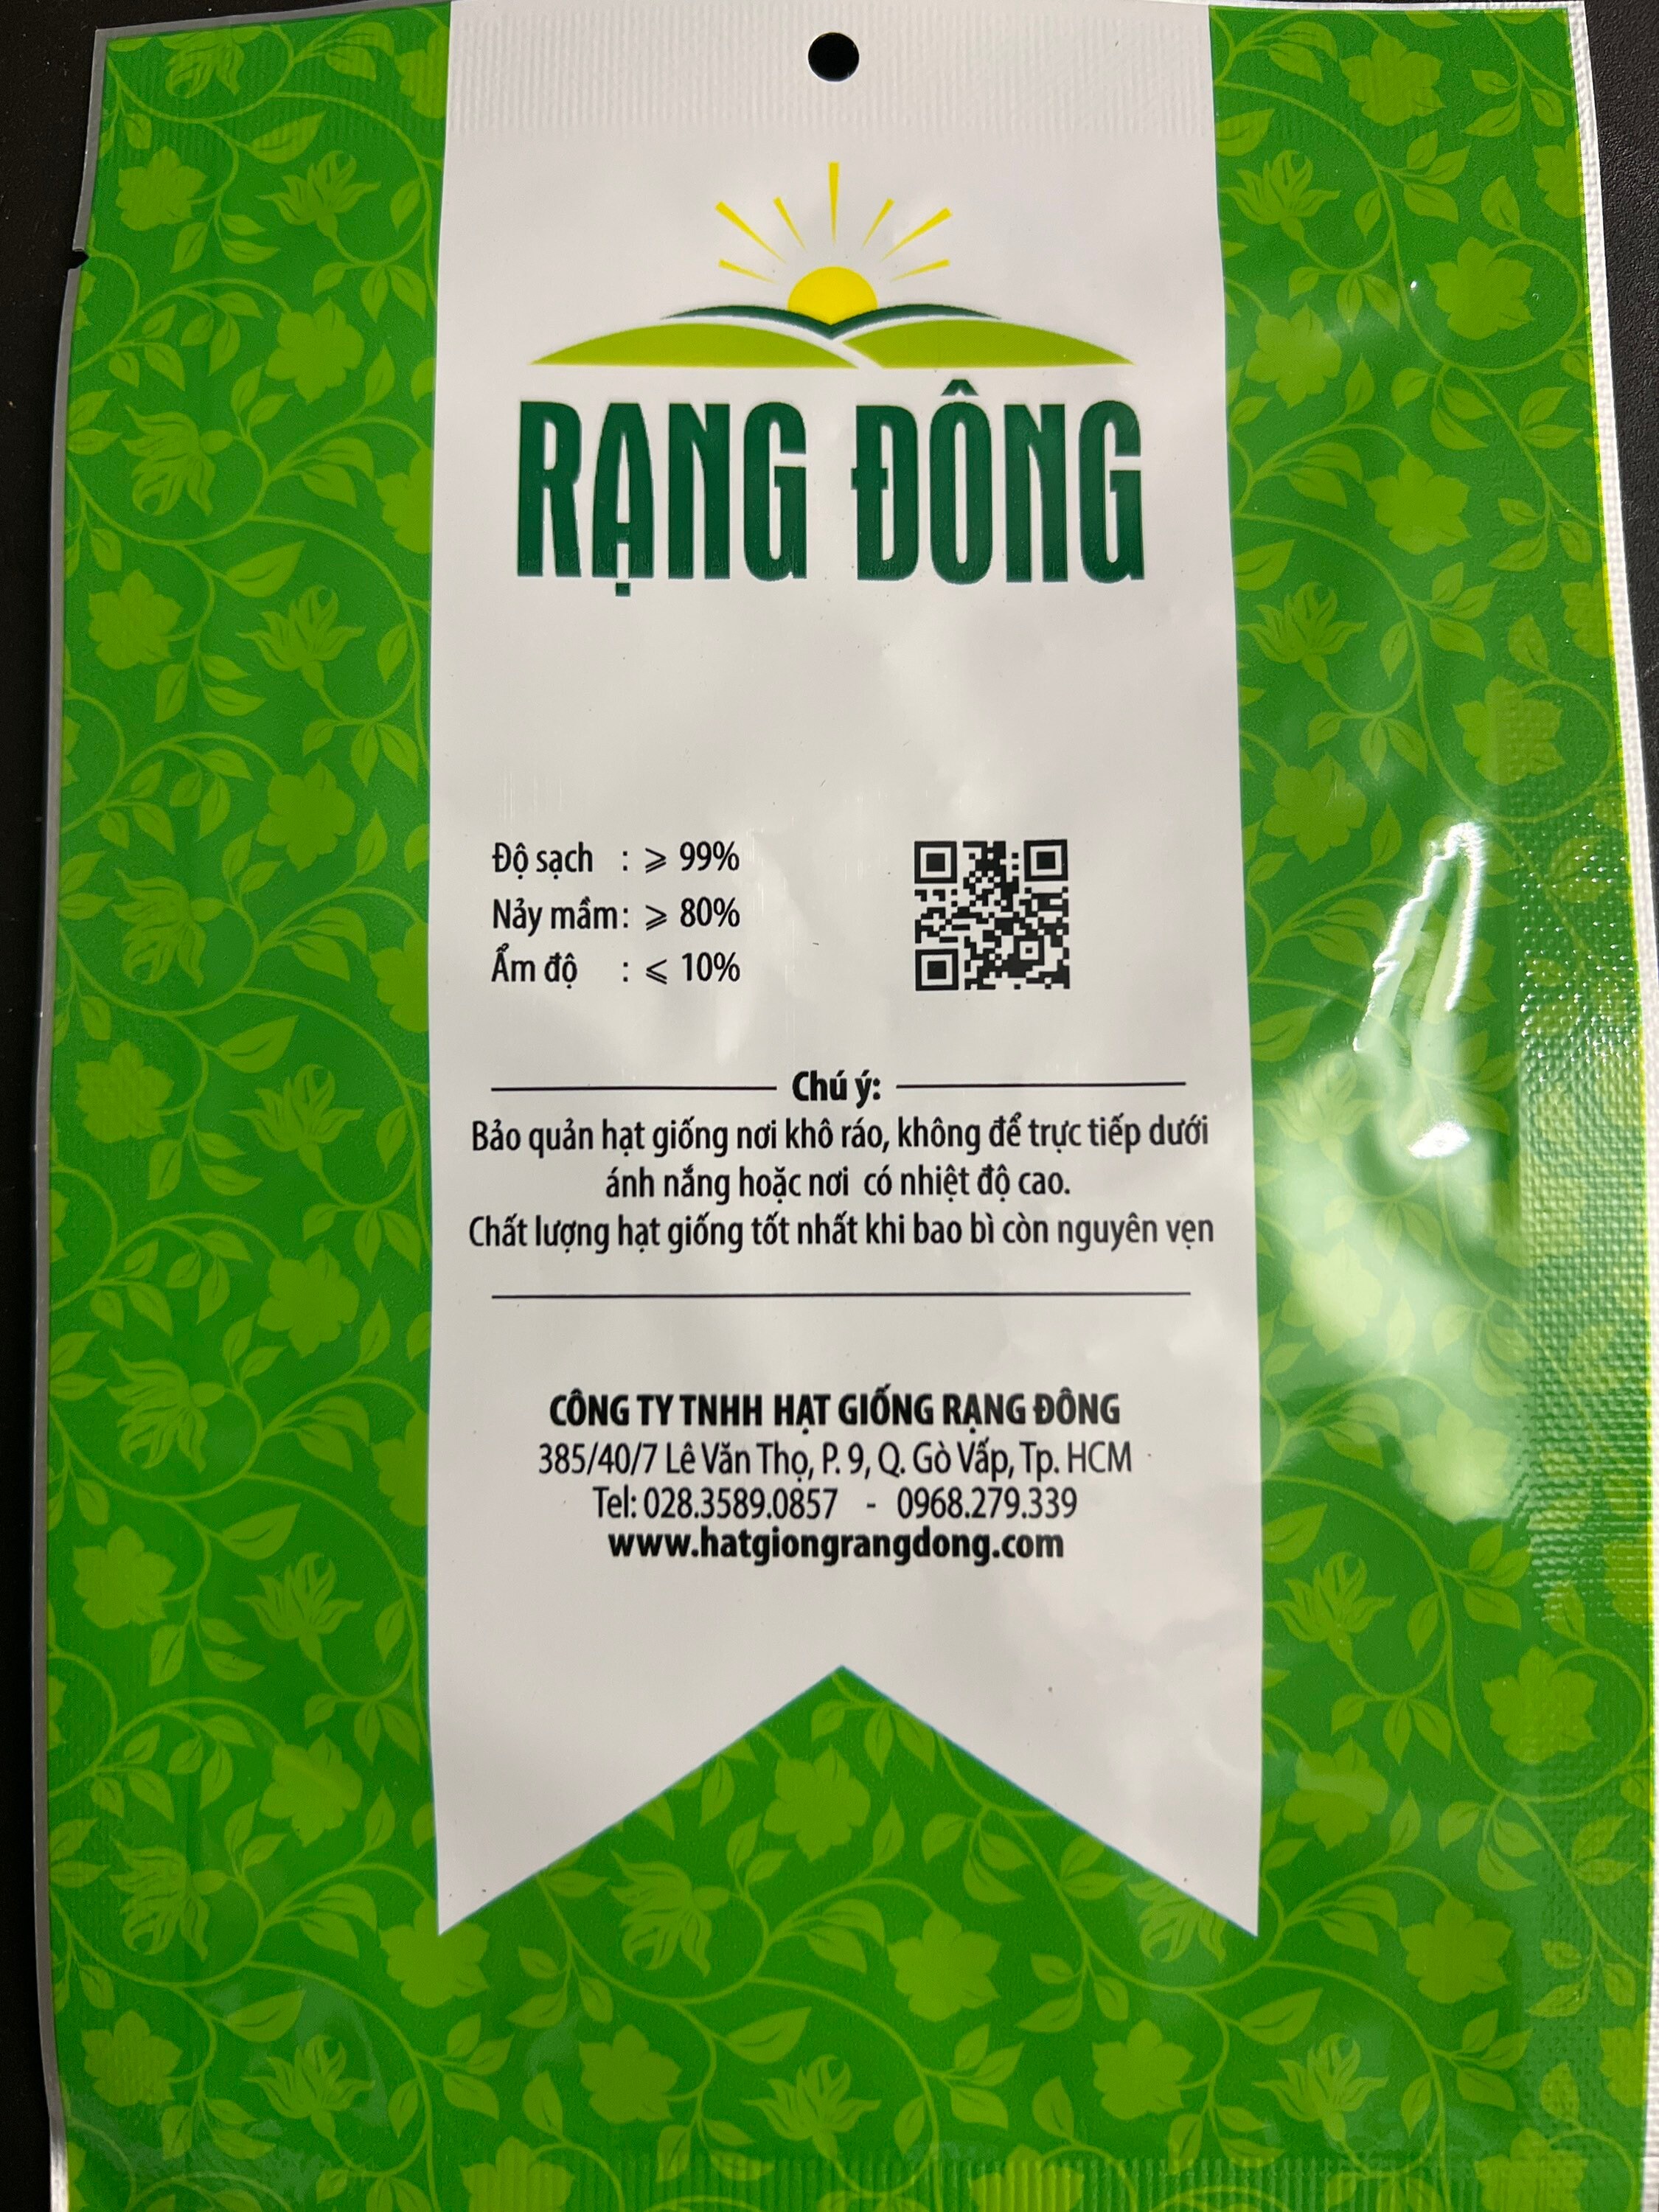 RẠNG ĐÔNG
Độ sạch : ⩾ 99%
Nảy mầm : ⩾ 80%
Ẩm độ : ⩽ 10%
Chú ý:
Bảo quản hạt giống nơi khô ráo, không để trực tiếp dưới
ánh nắng hoặc nơi có nhiệt độ cao.
Chất lượng hạt giống tốt nhất khi bao bì còn nguyên vẹn
CÔNG TY TNHH HẠT GIỐNG RẠNG ĐÔNG
385/40/7 Lê Văn Thọ, P. 9, Q. Gò Vấp, Tp. HCM
Tel: 028.3589.0857 - 0968.279.339
www.hatgiongrangdong.com